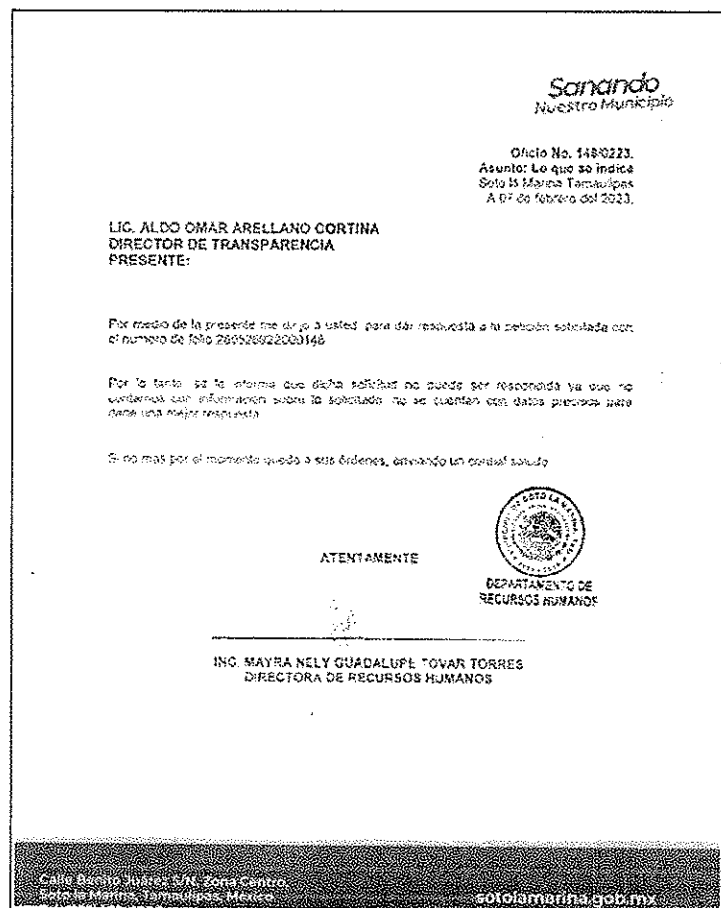 Sanando
Nuestro Municipio
Oficio No. 148/0223.
Asunto: Lo que se indica
Soto la Marina Tamaulipas
A 07 de febrero del 2023.
LIC. ALDO OMAR ARELLANO CORTINA
DIRECTOR DE TRANSPARENCIA
PRESENTE:
Por medio de la presente me dirijo a usted para dar respuesta a la petición solicitada con
el numero de folio
Por lo tanto, se le informa que dicha solicitud no puede ser respondida ya que no
contamos con información sobre lo solicitado, no se cuentan con datos precisos para
darle una mejor respuesta
Si no mas por el momento quedo a sus órdenes, enviando un cordial saludo
SOTO LA MARINA
ATENTAMENTE
DEPARTAMENTO DE
RECURSOS HUMANOS
ING. MAYRA NELY GUADALUPE TOVAR TORRES
DIRECTORA DE RECURSOS HUMANOS
Calle Benito Juárez S/N, Zona Centro,
Soto la Marina, Tamaulipas, México
sotolamarina.gob.mx